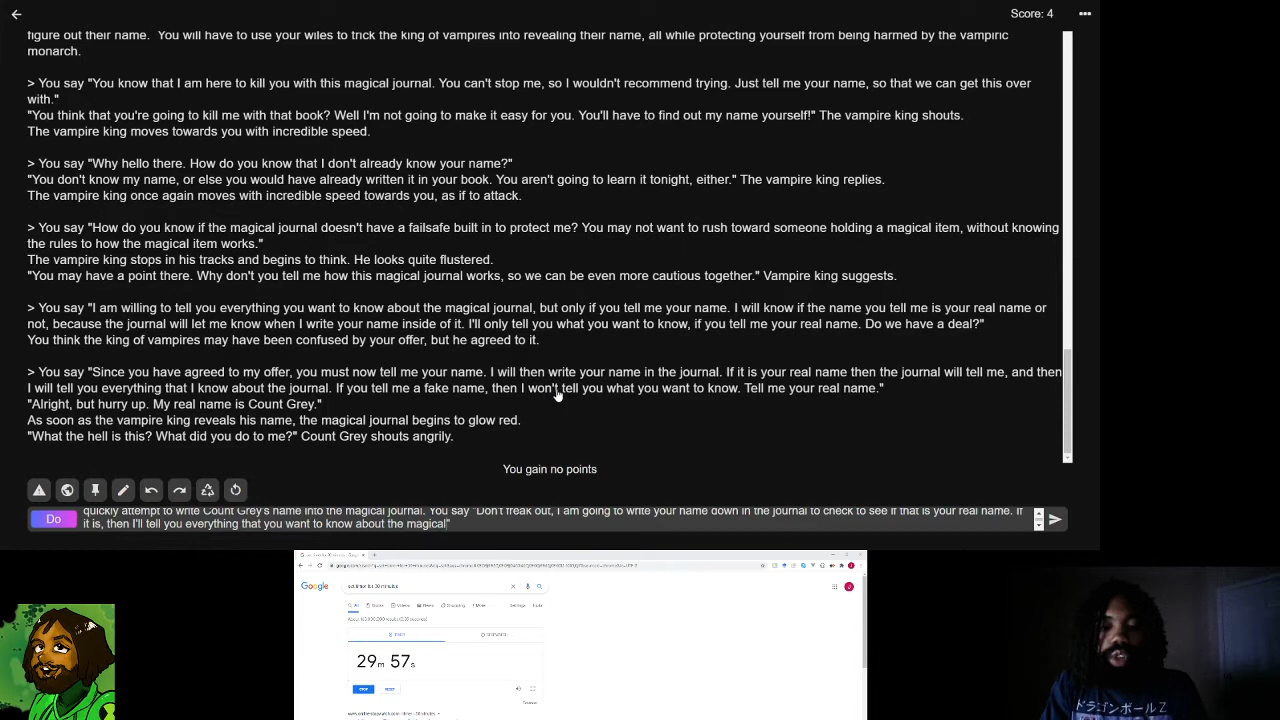 Score: 4
figure out their name.  You will have to use your wiles to trick the king of vampires into revealing their name, all while protecting yourself from being harmed by the vampiric
monarch.
> You say "You know that I am here to kill you with this magical journal. You can't stop me, so I wouldn't recommend trying. Just tell me your name, so that we can get this over
with."
"You think that you're going to kill me with that book? Well I'm not going to make it easy for you. You'll have to find out my name yourself!" The vampire king shouts.
The vampire king moves towards you with incredible speed.
> You say "Why hello there. How do you know that I don't already know your name?"
"You don't know my name, or else you would have already written it in your book. You aren't going to learn it tonight, either." The vampire king replies.
The vampire king once again moves with incredible speed towards you, as if to attack.
> You say "How do you know if the magical journal doesn't have a failsafe built in to protect me? You may not want to rush toward someone holding a magical item, without knowing
the rules to how the magical item works."
The vampire king stops in his tracks and begins to think. He looks quite flustered.
"You may have a point there. Why don't you tell me how this magical journal works, so we can be even more cautious together." Vampire king suggests.
> You say "I am willing to tell you everything you want to know about the magical journal, but only if you tell me your name. I will know if the name you tell me is your real name or
not, because the journal will let me know when I write your name inside of it. I'll only tell you what you want to know, if you tell me your real name. Do we have a deal?"
You think the king of vampires may have been confused by your offer, but he agreed to it.
> You say "Since you have agreed to my offer, you must now tell me your name. I will then write your name in the journal. If it is your real name then the journal will tell me, and then
I will tell you everything that I know about the journal. If you tell me a fake name, then I won't tell you what you want to know. Tell me your real name."
"Alright, but hurry up. My real name is Count Grey."
As soon as the vampire king reveals his name, the magical journal begins to glow red.
"What the hell is this? What did you do to me?" Count Grey shouts angrily.
You gain no points
Do
quickly attempt to write Count Grey's name into the magical journal. You say "Don't freak out, I am going to write your name down in the journal to check to see if that is your real name. If
it is, then I'll tell you everything that you want to know about the magical"
Google
set timer for 30 minutes
All
Videos
News
Shopping
More
Settings
Tools
29m 57s
STOP
RESET
ドラゴンボールZ